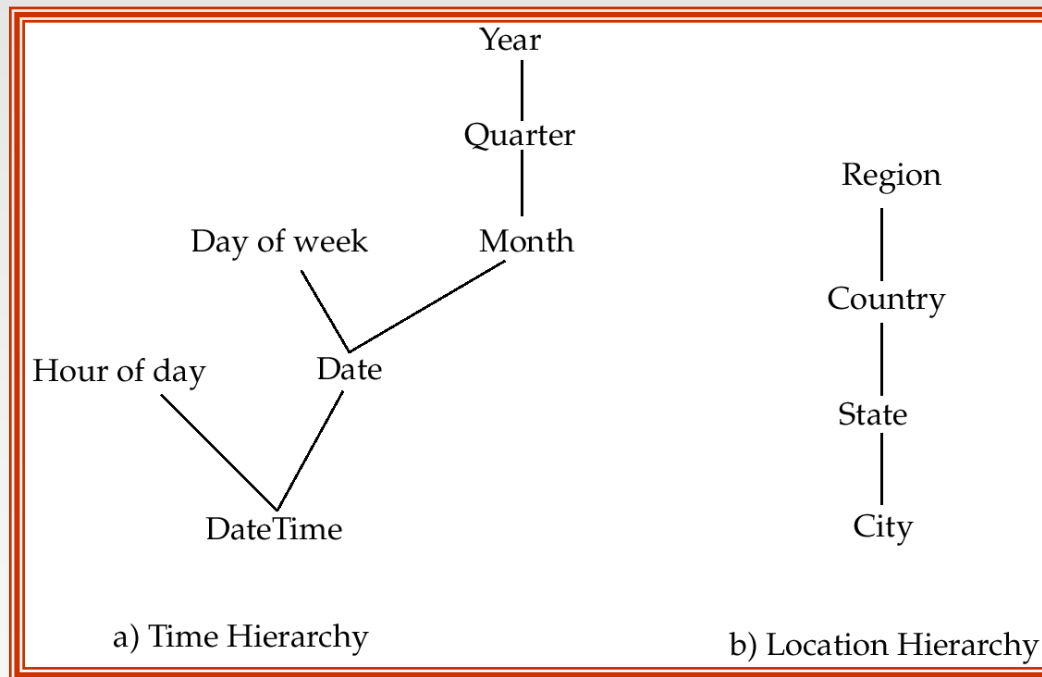 Year
Quarter
Region
Day of week
Month
Country
Hour of day
Date
State
DateTime
City
a) Time Hierarchy
b) Location Hierarchy